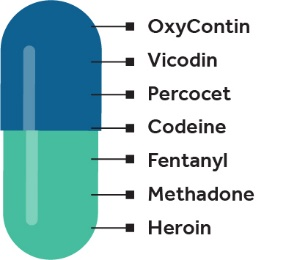 OxyContin
Vicodin
Percocet
Codeine
Fentanyl
Methadone
Heroin